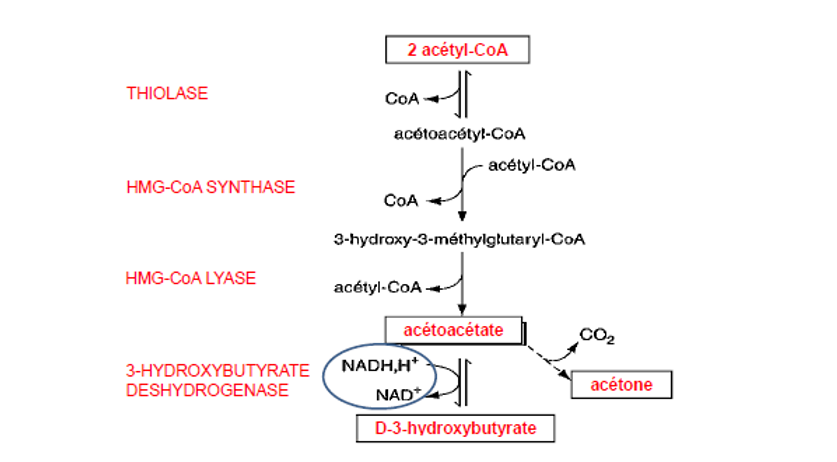 2 acétyl-CoA
THIOLASE
CoA
acétoacétyl-CoA
acétyl-CoA
HMG-CoA SYNTHASE
CoA
3-hydroxy-3-méthylglutaryl-CoA
HMG-CoA LYASE
acétyl-CoA
acétoacétate
CO2
NADH,H+
3-HYDROXYBUTYRATE
DESHYDROGENASE
NAD+
acétone
D-3-hydroxybutyrate